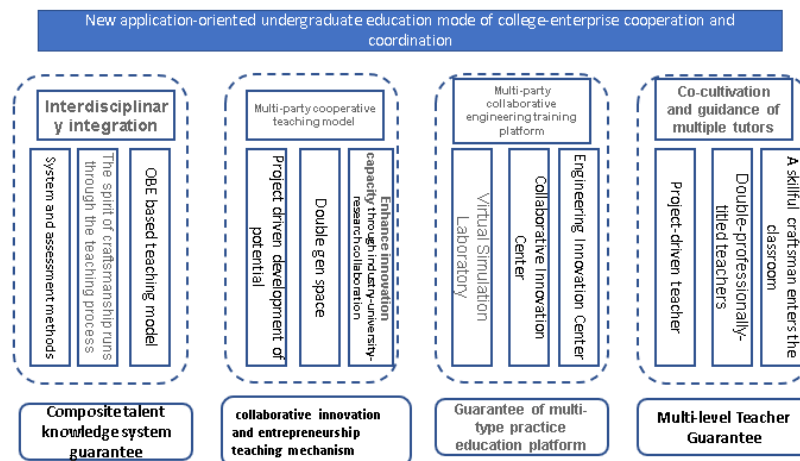 New application-oriented undergraduate education mode of college-enterprise cooperation and
coordination
Interdisciplinar
y integration
System and assessment methods
The spirit of craftsmanship runs
through the teaching process
OBE based teaching model
Composite talent
knowledge system
guarantee
Multi-party cooperative
teaching model
Project driven development of
potential
Double gen space
Enhance innovation
capacity through industry-university-
research collaboration
collaborative innovation
and entrepreneurship
teaching mechanism
Multi-party
collaborative
engineering training
platform
Virtual Simulation
Laboratory
Collaborative Innovation
Center
Engineering Innovation Center
Guarantee of multi-
type practice
education platform
Co-cultivation
and guidance of
multiple tutors
Project-driven teacher
Double-professionally-
titled teachers
A skillful craftsman enters the
classroom
Multi-level Teacher
Guarantee